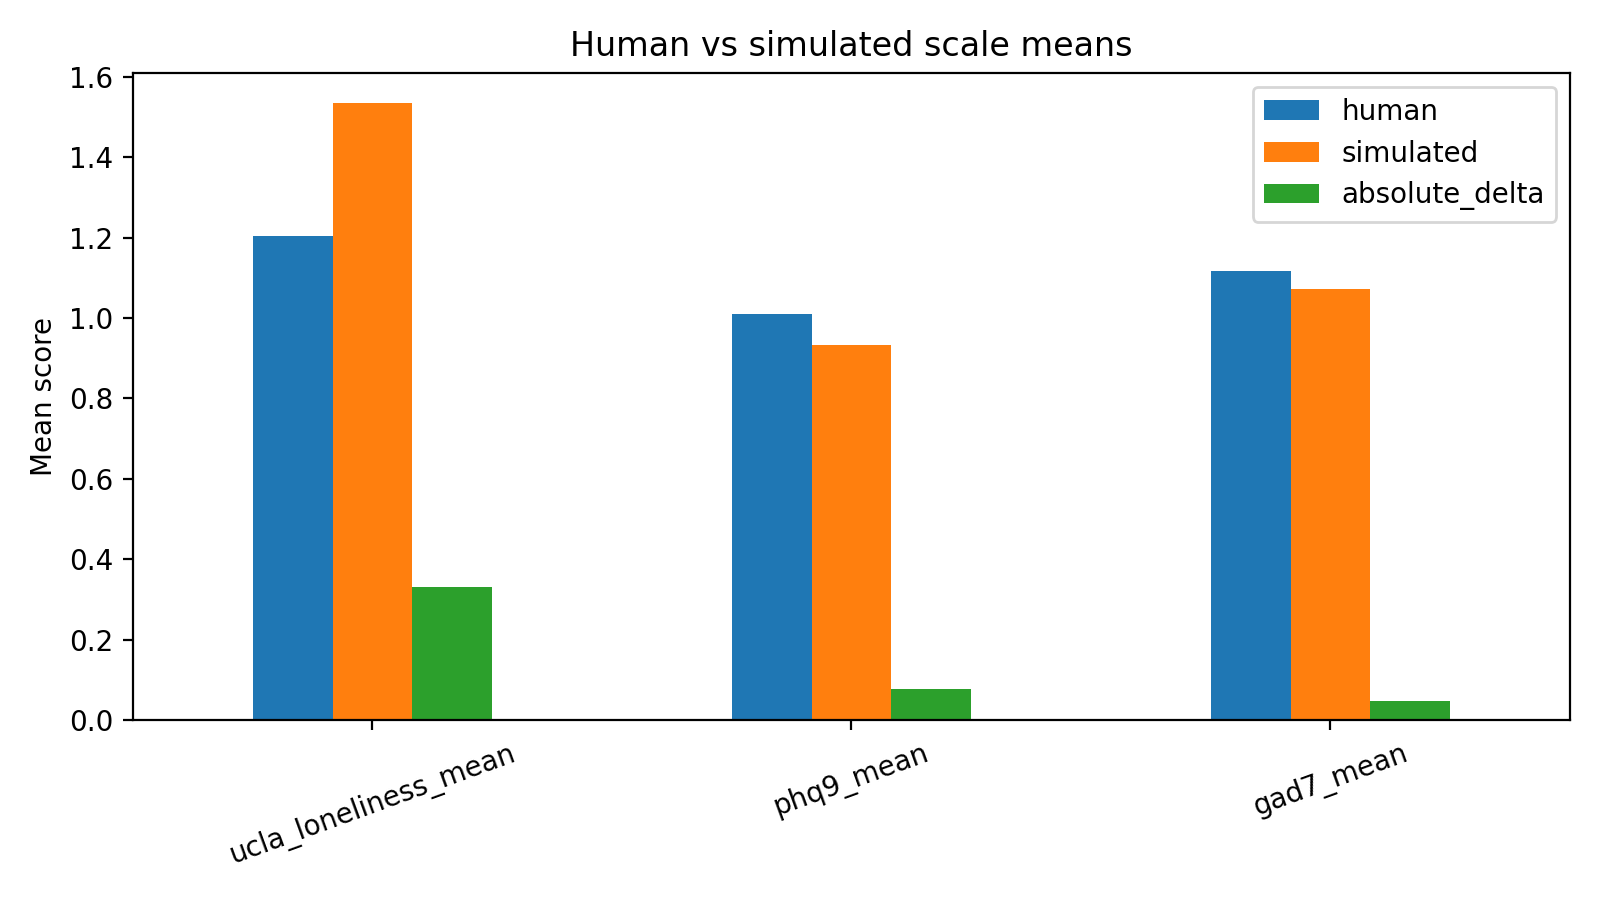 Human vs simulated scale means
1.6
1.4
1.2
1.0
0.8
0.6
0.4
0.2
0.0
Mean score
human
simulated
absolute_delta
ucla_loneliness_mean
phq9_mean
gad7_mean